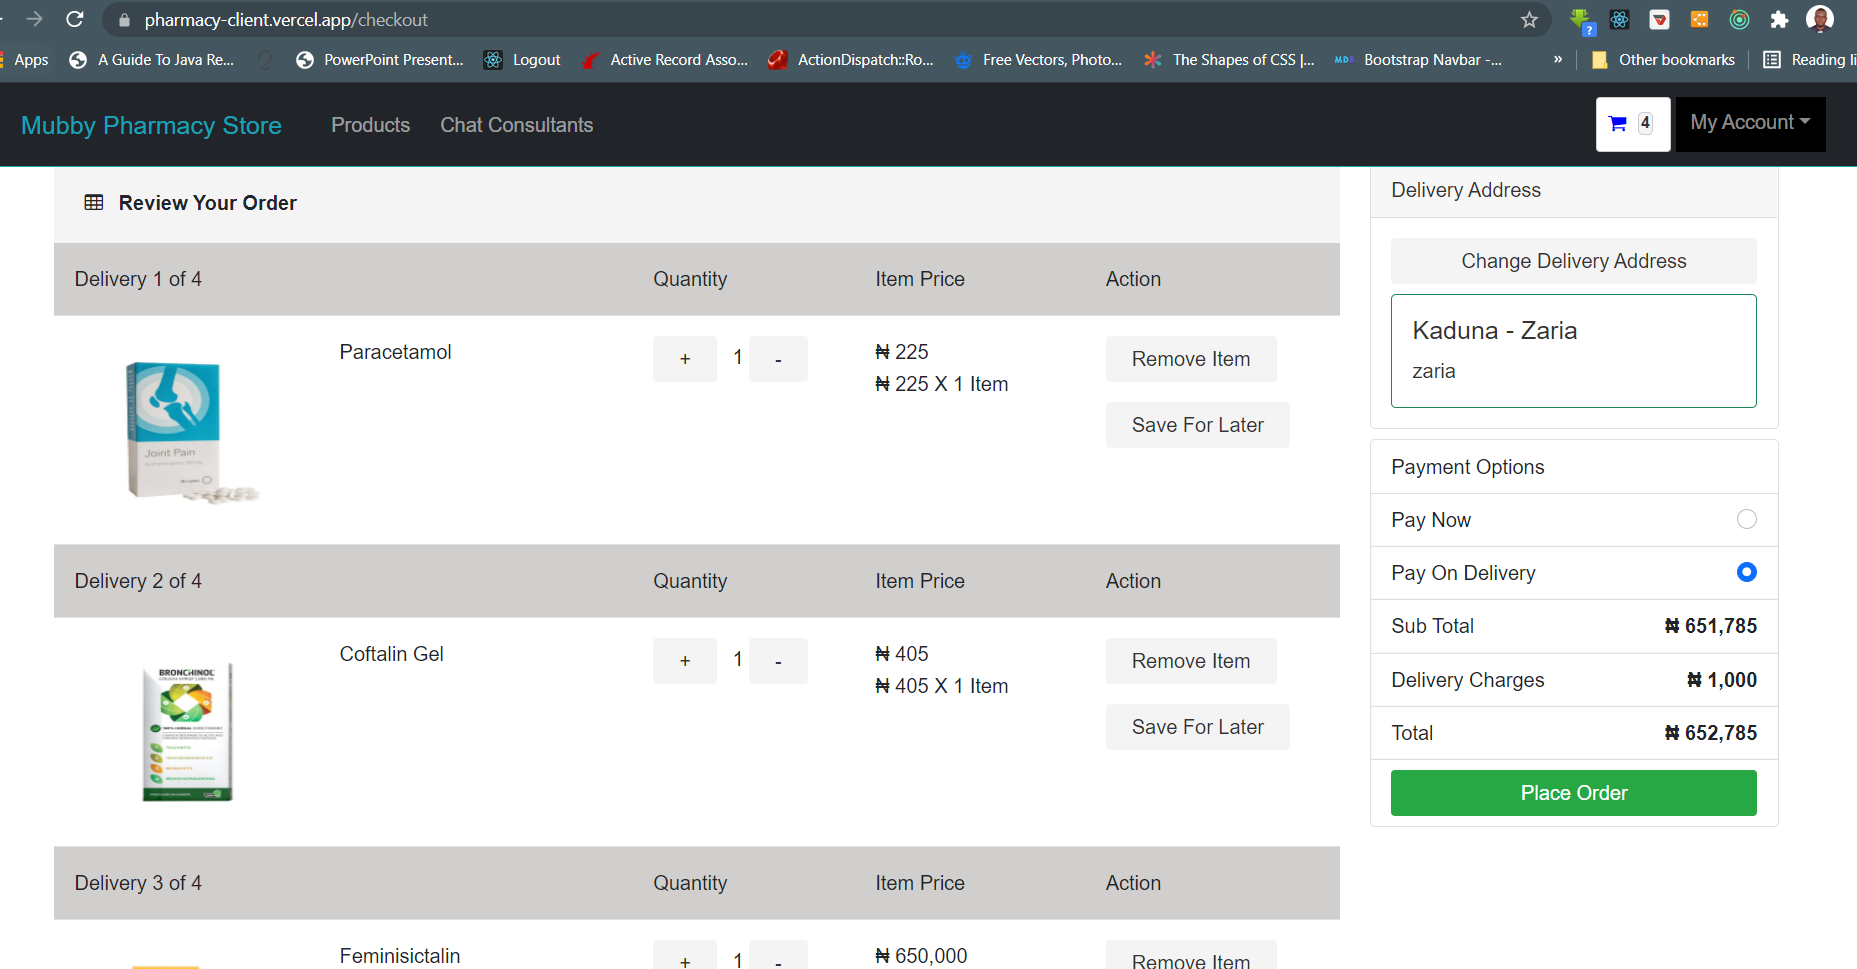 pharmacy-client.vercel.app/checkout
?
Apps
A Guide To Java Re...
PowerPoint Present...
Logout
Active Record Asso...
ActionDispatch::Ro...
Free Vectors, Photo...
The Shapes of CSS |...
MDB
Bootstrap Navbar -...
»
Other bookmarks
Reading li
Mubby Pharmacy Store
Products
Chat Consultants
4
My Account
Review Your Order
Delivery 1 of 4
Quantity
Item Price
Action
Joint Pain
Paracetamol
+ 1 -
₦ 225
₦ 225 X 1 Item
Remove Item
Save For Later
Delivery 2 of 4
Quantity
Item Price
Action
BRONCHINOL
Coftalin Gel
+ 1 -
₦ 405
₦ 405 X 1 Item
Remove Item
Save For Later
Delivery 3 of 4
Quantity
Item Price
Action
Feminisictalin
+ 1 -
₦ 650,000
Remove Item
Delivery Address
Change Delivery Address
Kaduna - Zaria
zaria
Payment Options
Pay Now
Pay On Delivery
Sub Total
₦ 651,785
Delivery Charges
₦ 1,000
Total
₦ 652,785
Place Order